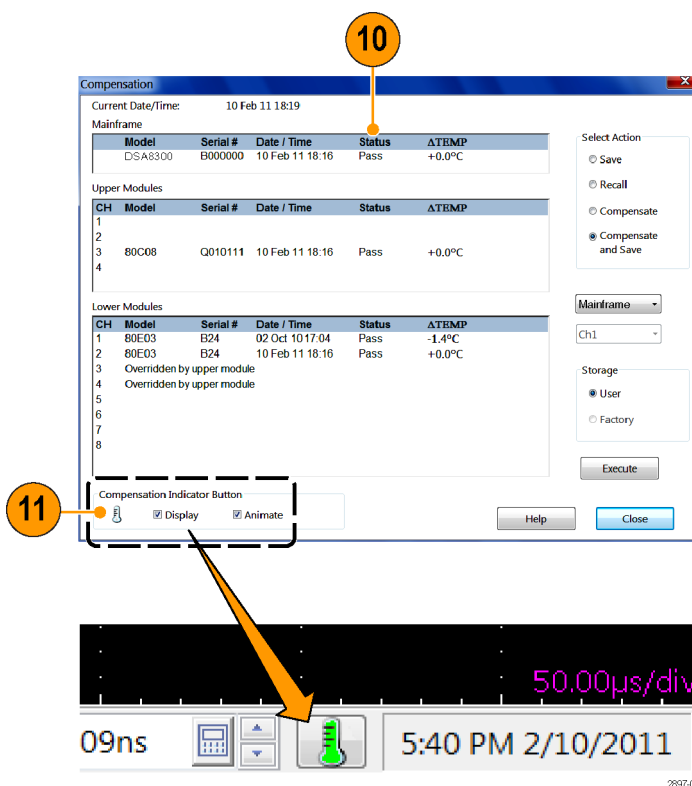 10
Compensation
Current Date/Time: 10 Feb 11 18:19
Mainframe
Model Serial # Date / Time Status ΔTEMP
DSA8300 B000000 10 Feb 11 18:16 Pass +0.0ºC
Select Action
Save
Recall
Compensate
Compensate
and Save
Upper Modules
CH Model Serial # Date / Time Status ΔTEMP
1
2
3 80C08 Q010111 10 Feb 11 18:16 Pass +0.0ºC
4
Mainframe
Ch1
Lower Modules
CH Model Serial # Date / Time Status ΔTEMP
1 80E03 B24 02 Oct 10 17:04 Pass -1.4ºC
2 80E03 B24 10 Feb 11 18:16 Pass +0.0ºC
3 Overridden by upper module
4 Overridden by upper module
5
6
7
8
Storage
User
Factory
Execute
11
Compensation Indicator Button
Display Animate
Help Close
50.00µs/div
09ns
5:40 PM 2/10/2011